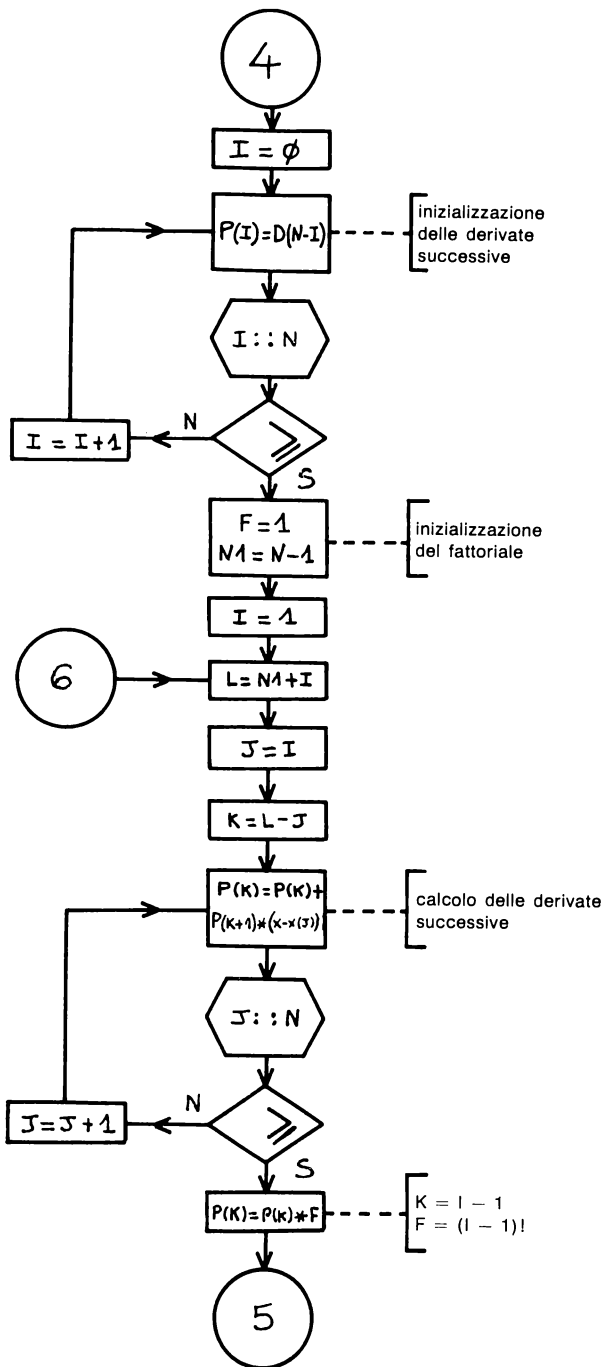 4
I = φ
P(I)=D(N-I)
inizializzazione
delle derivate
successive
I::N
N
I = I+1
≥
S
F=1
N1=N-1
inizializzazione
del fattoriale
I = 1
6
L=N1+I
J=I
K=L-J
P(K)=P(K)+
P(K+1)*(X-X(J))
calcolo delle derivate
successive
J::N
N
J=J+1
≥
S
P(K)=P(K)*F
K = I – 1
F = (I – 1)!
5